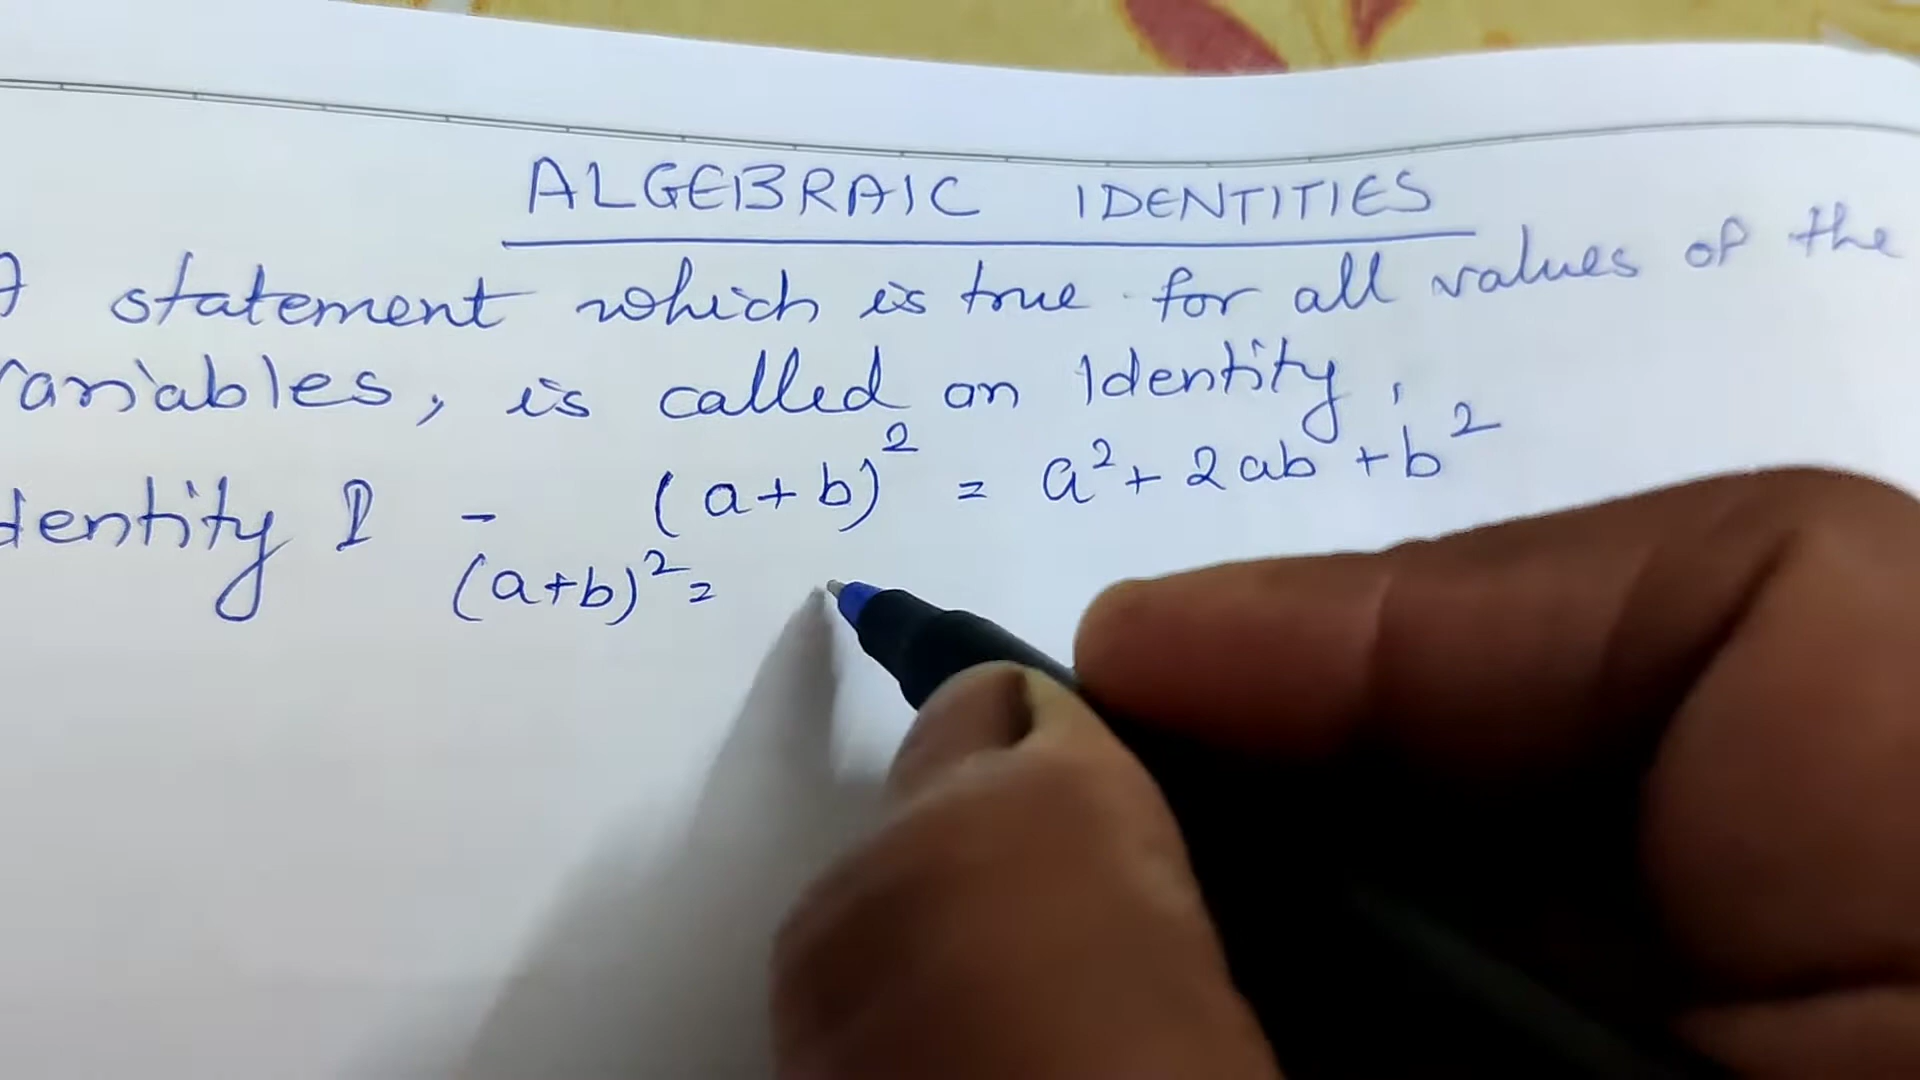 ALGEBRAIC IDENTITIES
A statement which is true for all values of the
variables, is called an Identity.
dentity I - (a+b)² = a² + 2ab + b²
(a+b)² =